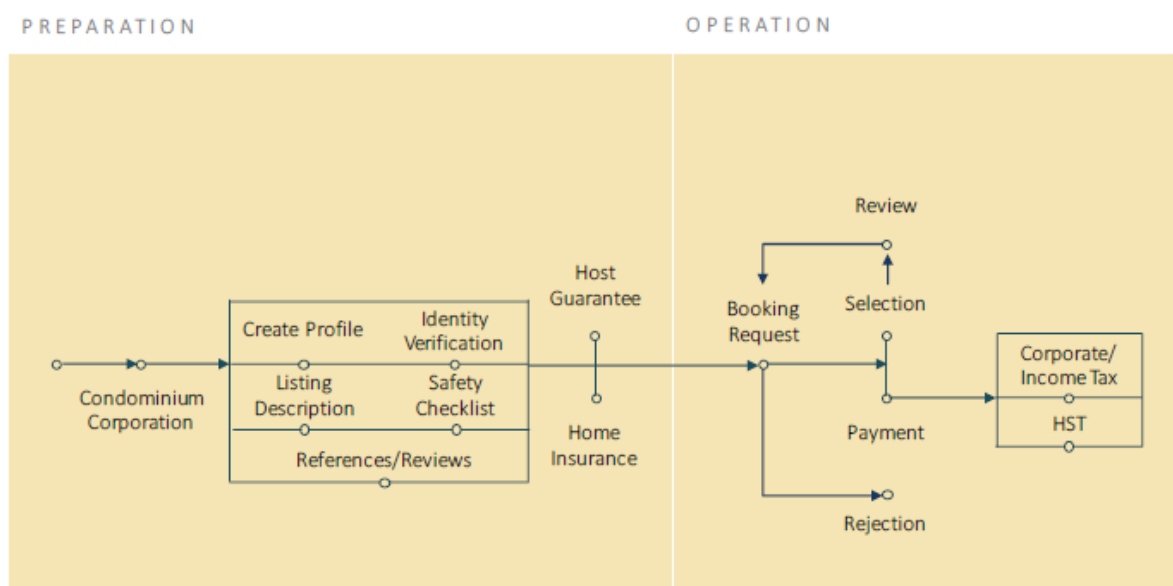 PREPARATION
OPERATION
Condominium
Corporation
Create Profile
Identity
Verification
Listing
Description
Safety
Checklist
References/Reviews
Host
Guarantee
Home
Insurance
Booking
Request
Review
Selection
Payment
Rejection
Corporate/
Income Tax
HST